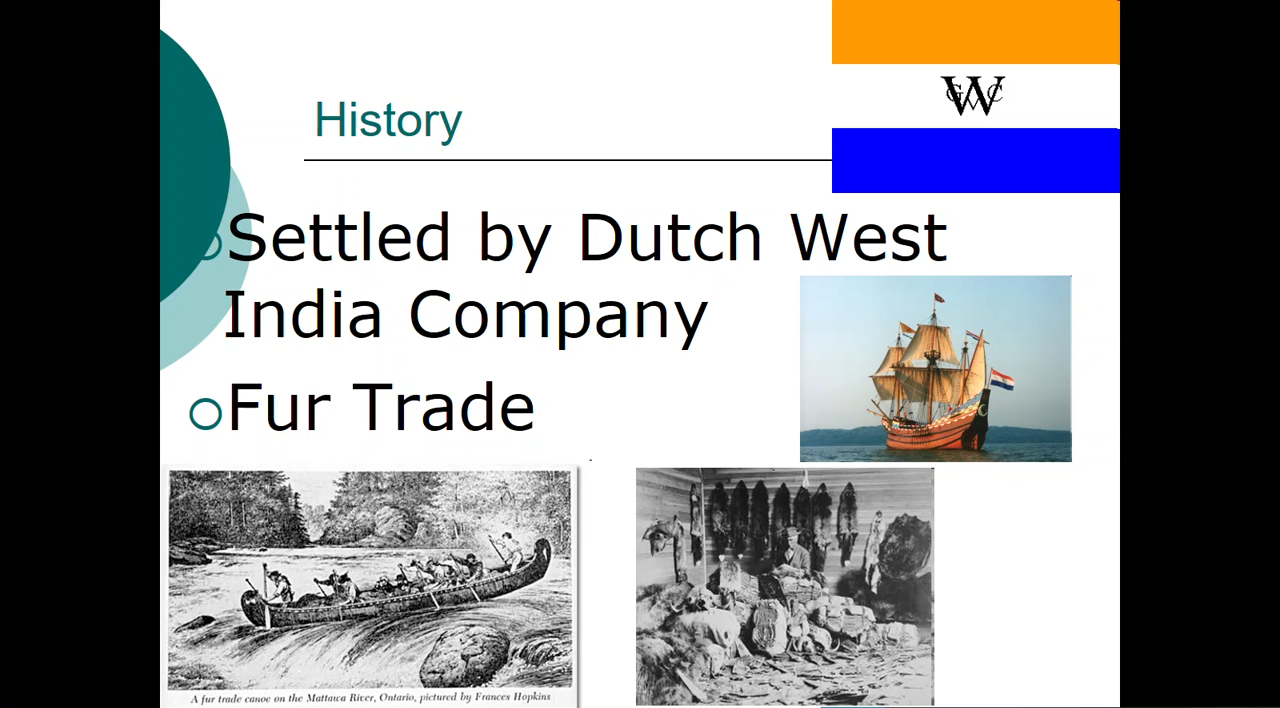 History
GWC
Settled by Dutch West
India Company
Fur Trade
A fur trade canoe on the Mattawa River, Ontario, pictured by Frances Hopkins